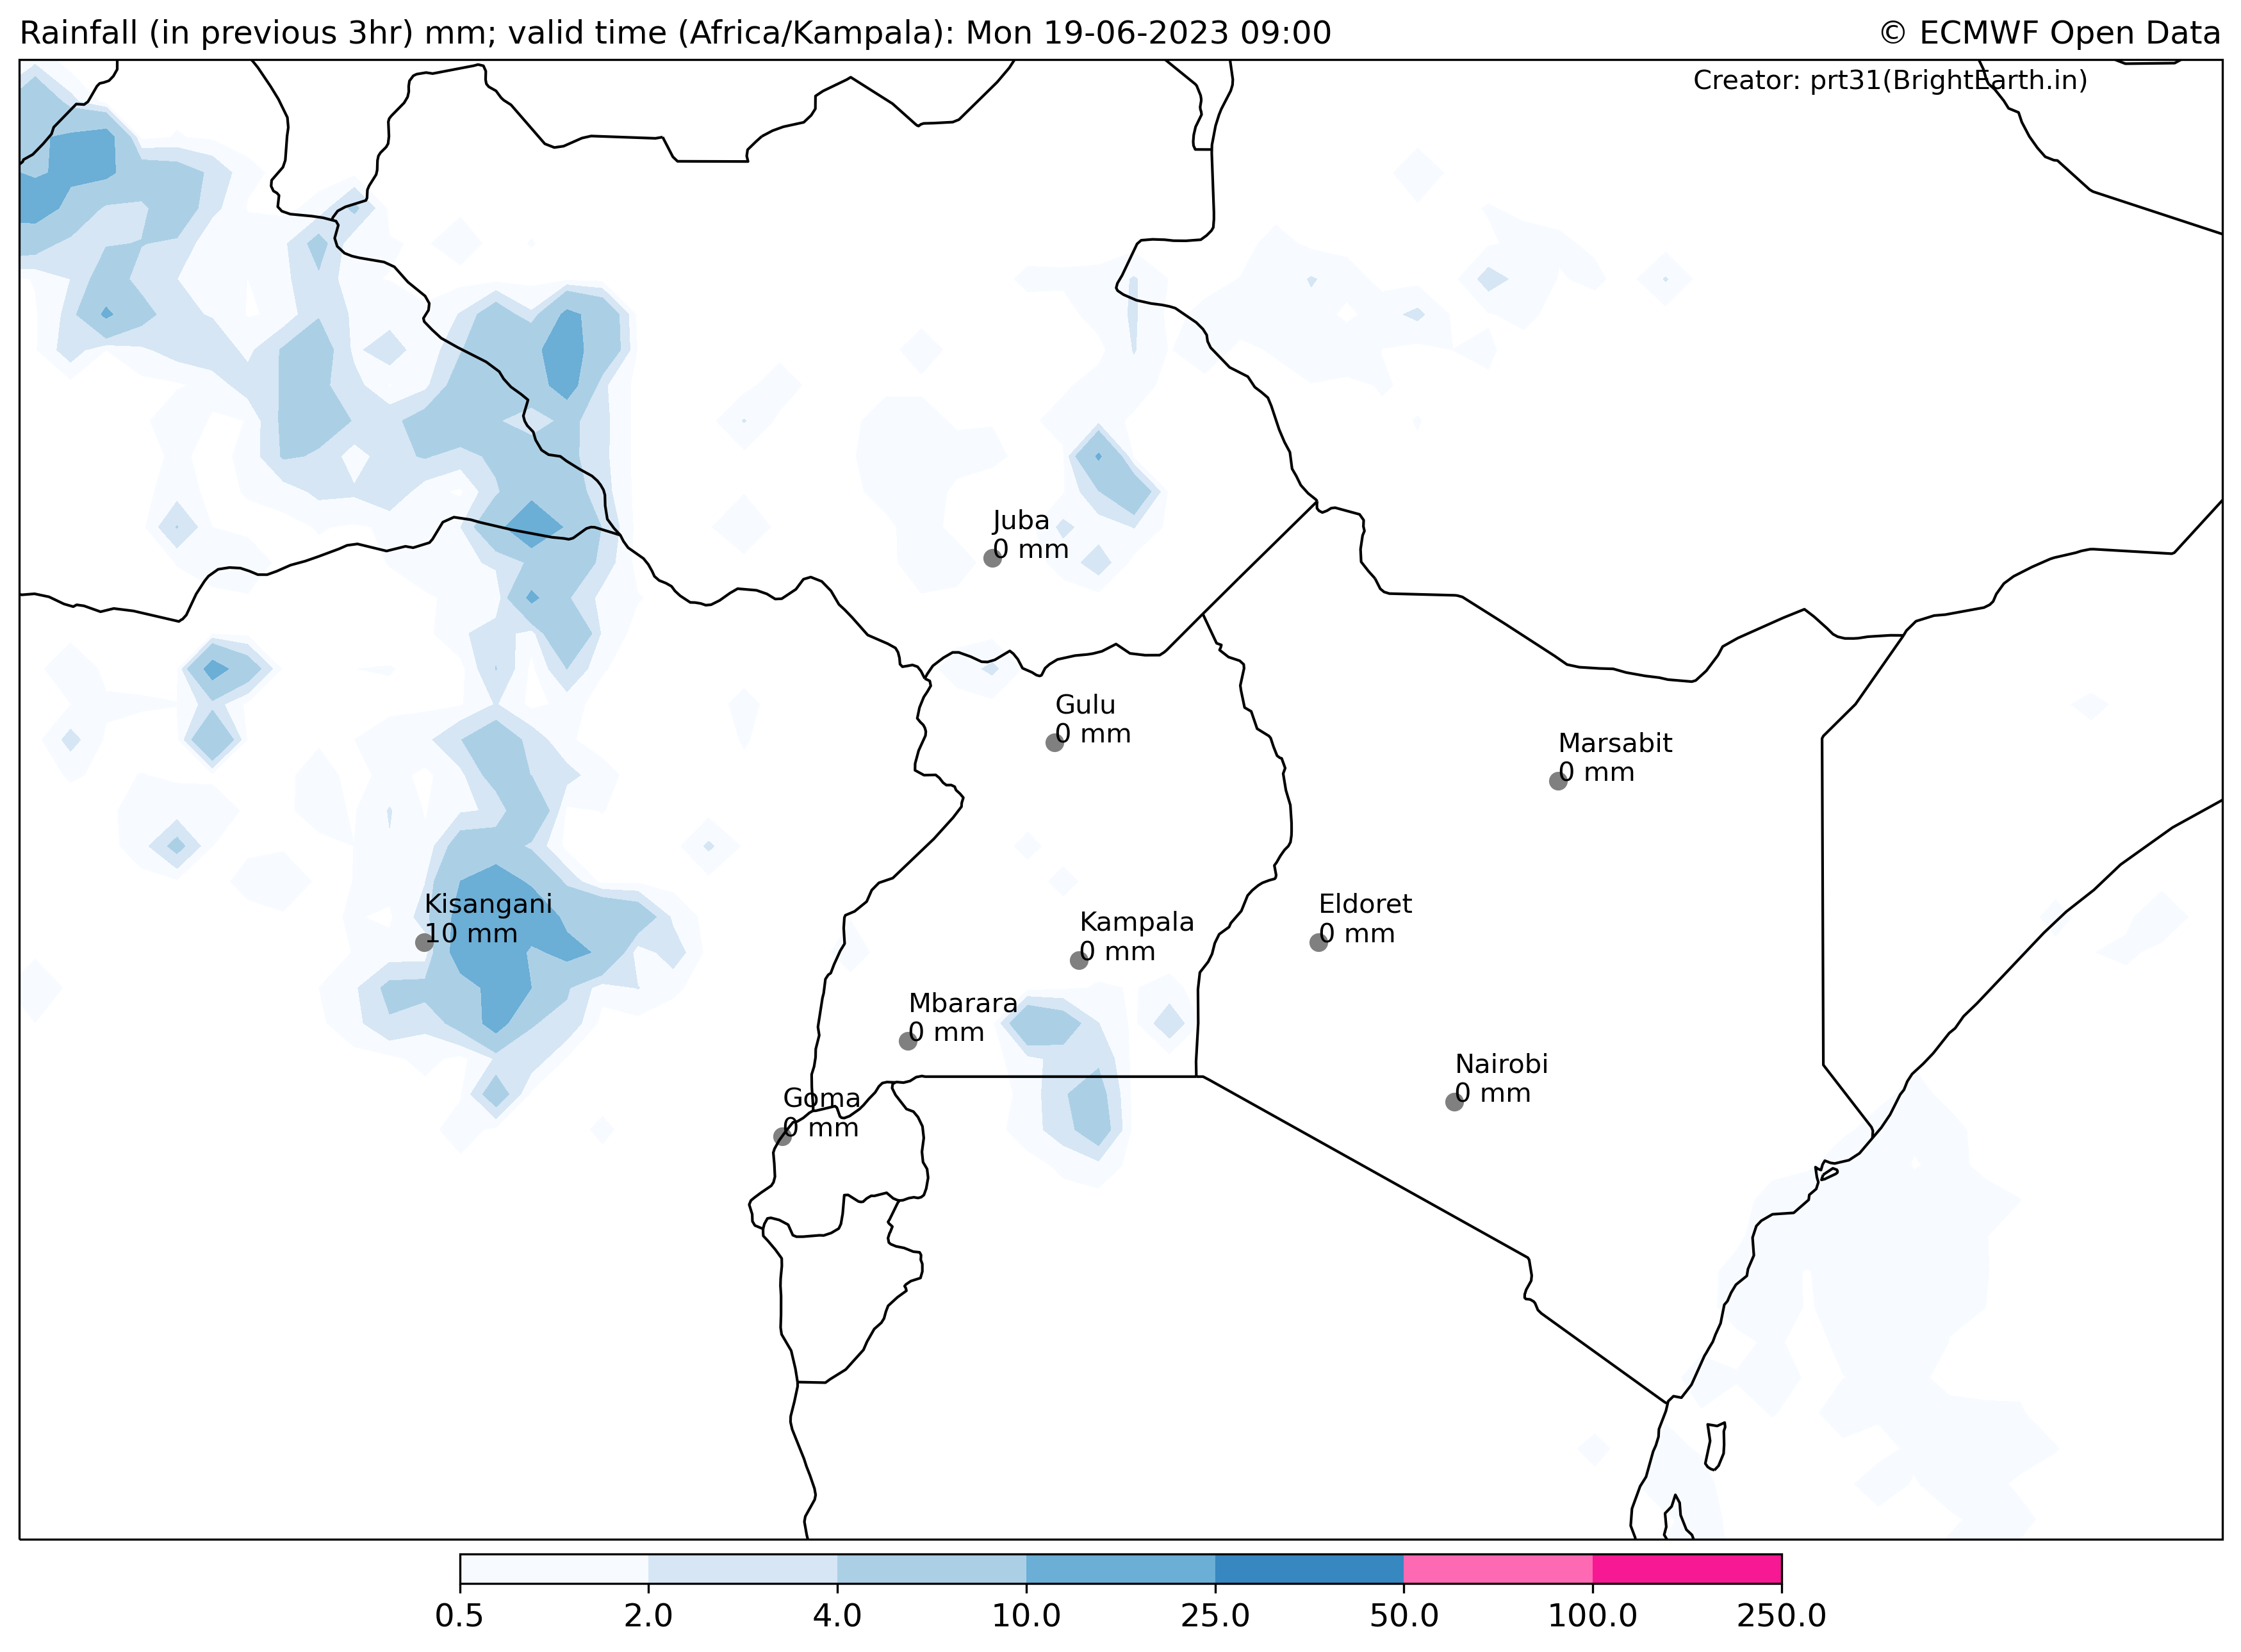 Rainfall (in previous 3hr) mm; valid time (Africa/Kampala): Mon 19-06-2023 09:00
© ECMWF Open Data
Creator: prt31(BrightEarth.in)
Juba
0 mm
Gulu
0 mm
Marsabit
0 mm
Kisangani
10 mm
Kampala
0 mm
Eldoret
0 mm
Mbarara
0 mm
Nairobi
0 mm
Goma
0 mm
0.5 2.0 4.0 10.0 25.0 50.0 100.0 250.0